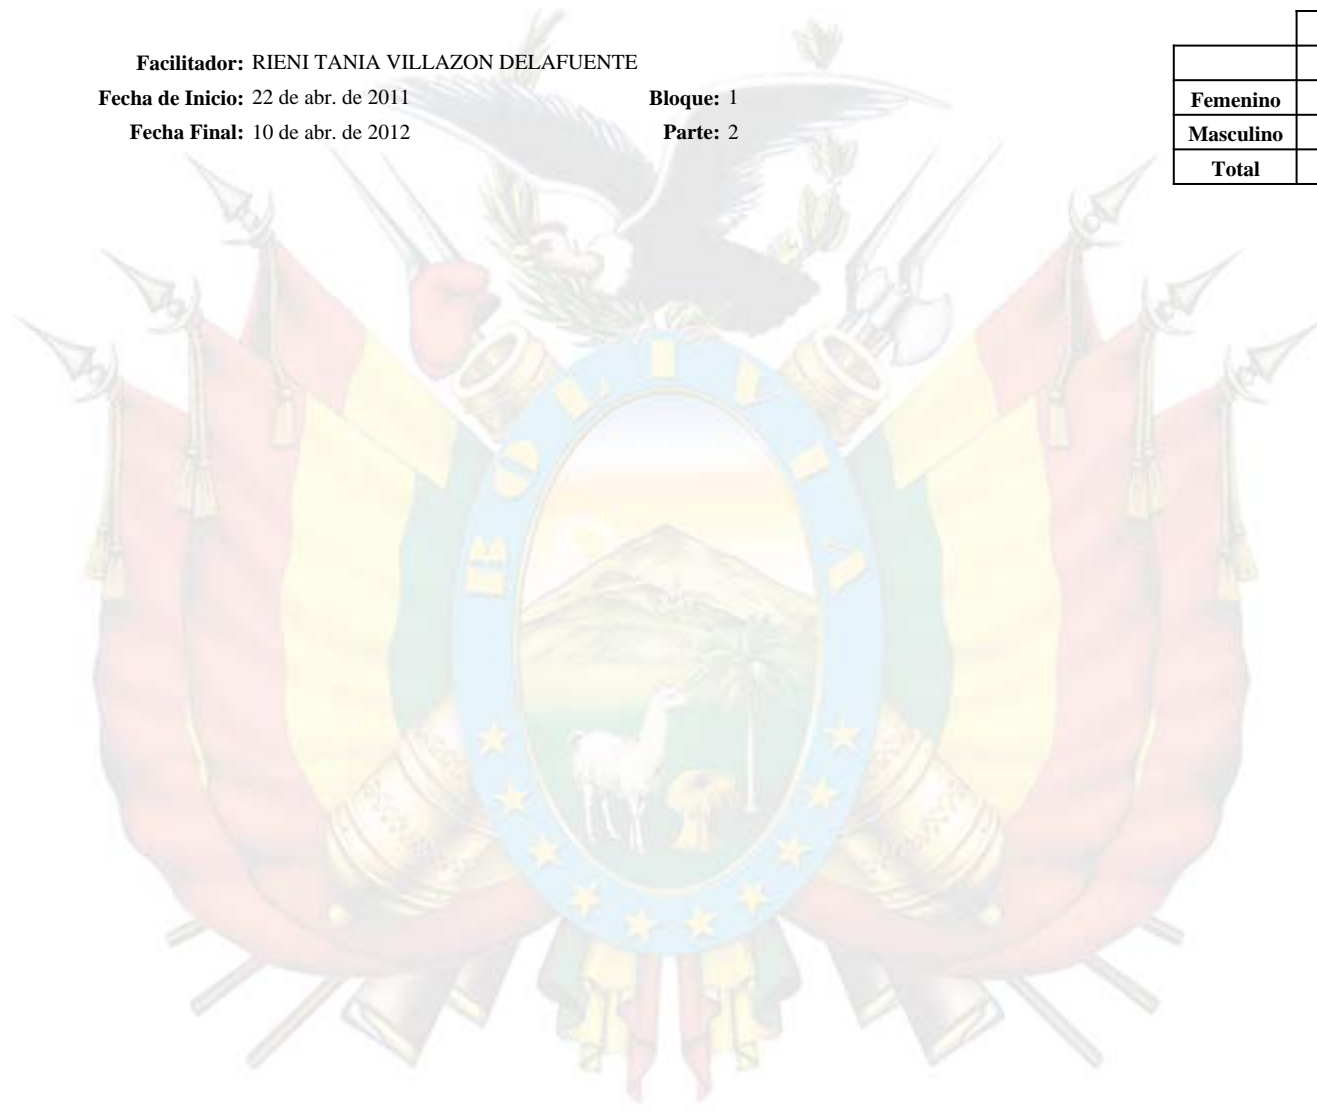 Facilitador: RIENI TANIA VILLAZON DELAFUENTE
Fecha de Inicio: 22 de abr. de 2011 Bloque: 1
Fecha Final: 10 de abr. de 2012 Parte: 2
Femenino
Masculino
Total
BOLIVIA